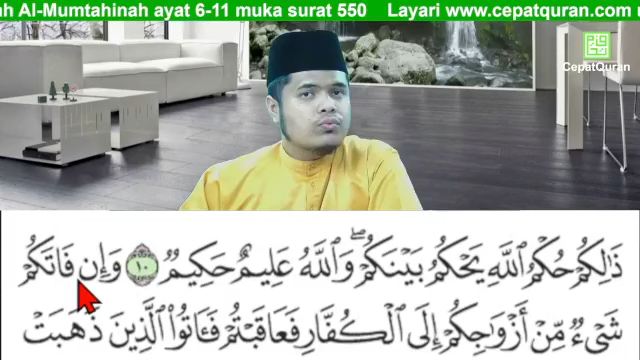 ah Al-Mumtahinah ayat 6-11 muka surat 550    Layari www.cepatquran.com
CepatQuran
ذَٰلِكُمْ حُكْمُ ٱللَّهِ يَحْكُمُ بَيْنَكُمْ ۖ وَٱللَّهُ عَلِيمٌ حَكِيمٌ ١٠ وَإِن فَاتَكُمْ
شَىْءٌ مِّنْ أَزْوَٰجِكُمْ إِلَى ٱلْكُفَّارِ فَعَاقَبْتُمْ فَـَٔاتُوا۟ ٱلَّذِينَ ذَهَبَتْ